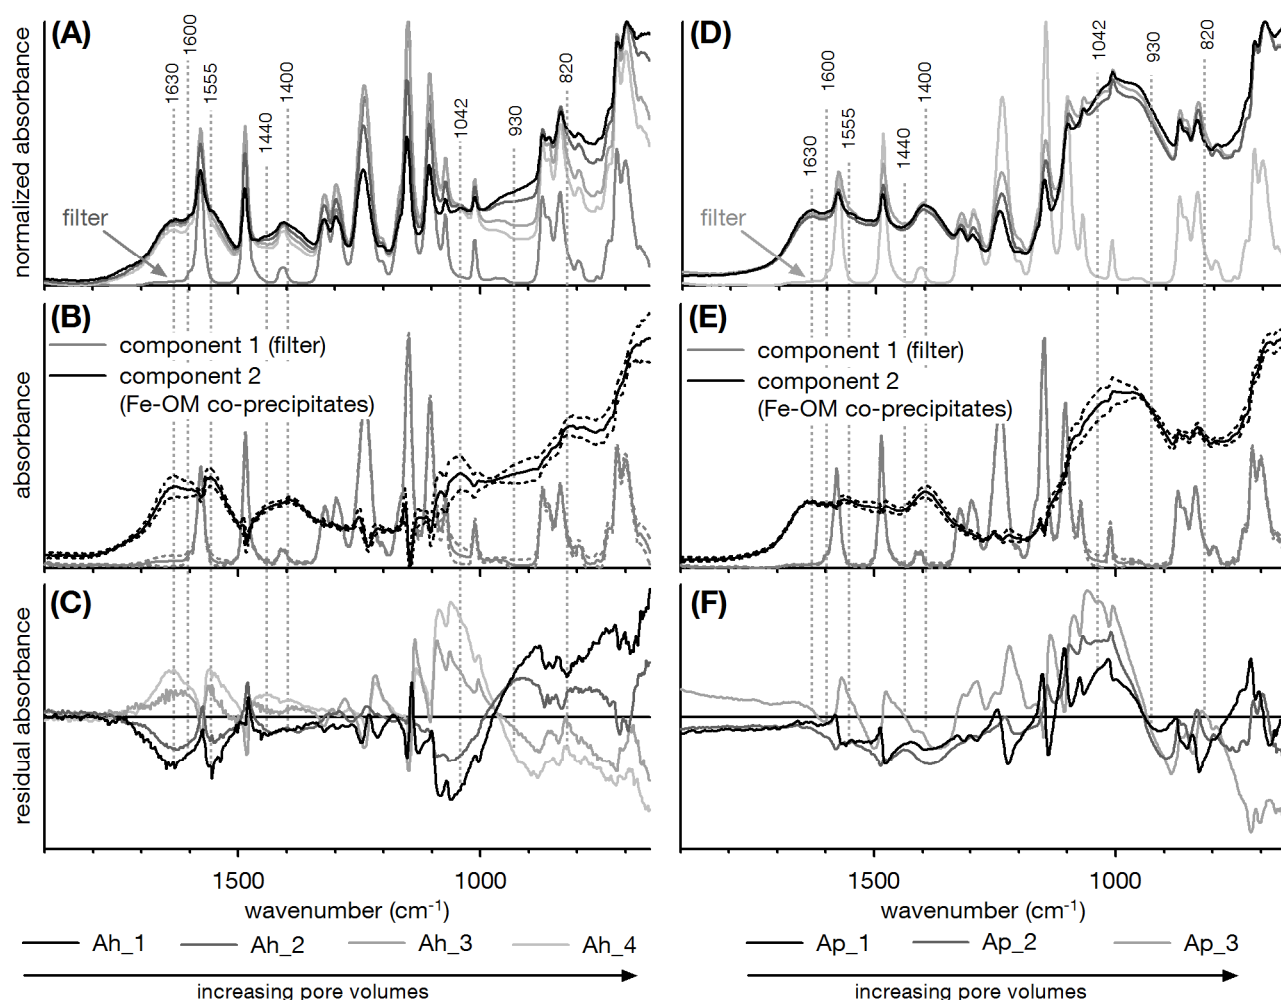 (A)
1630
1600
1555
1440
1400
1042
930
820
filter
normalized absorbance
(D)
1630
1600
1555
1440
1400
1042
930
820
filter
(B)
component 1 (filter)
component 2
(Fe-OM co-precipitates)
absorbance
(E)
component 1 (filter)
component 2
(Fe-OM co-precipitates)
(C)
residual absorbance
(F)
1500
1000
wavenumber (cm⁻¹)
1500
1000
wavenumber (cm⁻¹)
Ah_1
Ah_2
Ah_3
Ah_4
increasing pore volumes
Ap_1
Ap_2
Ap_3
increasing pore volumes